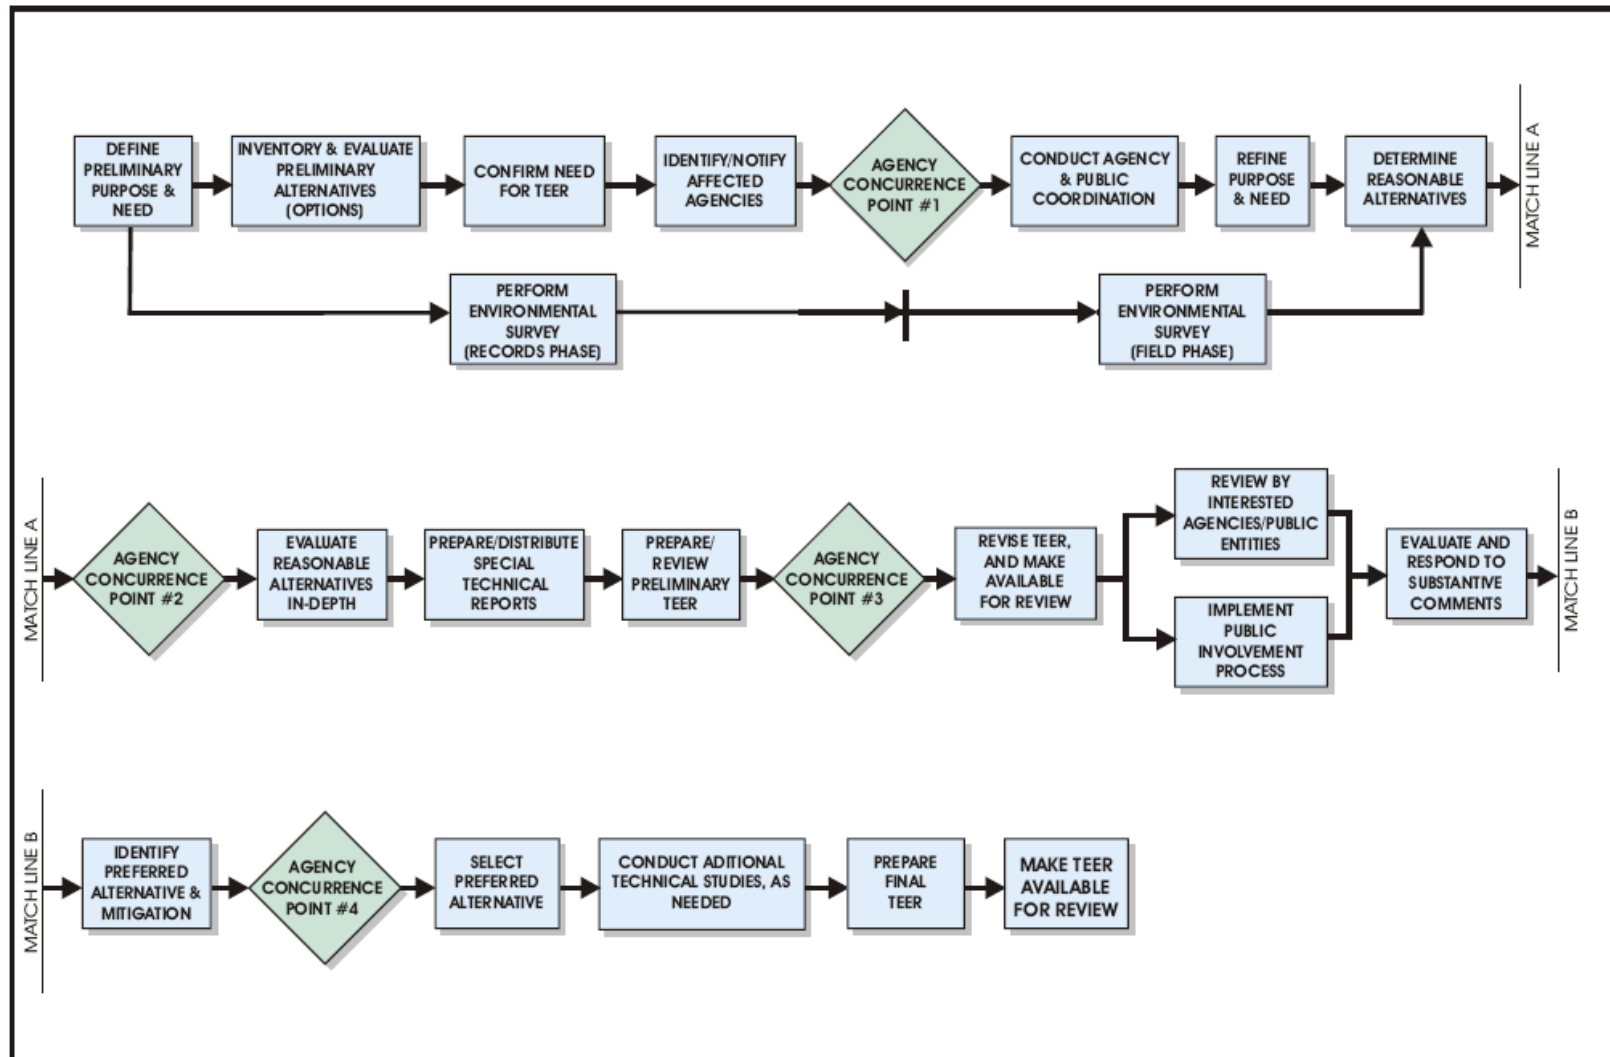 DEFINE
PRELIMINARY
PURPOSE &
NEED
INVENTORY & EVALUATE
PRELIMINARY
ALTERNATIVES
(OPTIONS)
CONFIRM NEED
FOR TEER
IDENTIFY/NOTIFY
AFFECTED
AGENCIES
AGENCY
CONCURRENCE
POINT #1
CONDUCT AGENCY
& PUBLIC
COORDINATION
REFINE
PURPOSE
& NEED
DETERMINE
REASONABLE
ALTERNATIVES
MATCH LINE A
PERFORM
ENVIRONMENTAL
SURVEY
(RECORDS PHASE)
PERFORM
ENVIRONMENTAL
SURVEY
(FIELD PHASE)
MATCH LINE A
AGENCY
CONCURRENCE
POINT #2
EVALUATE
REASONABLE
ALTERNATIVES
IN-DEPTH
PREPARE/DISTRIBUTE
SPECIAL
TECHNICAL
REPORTS
PREPARE/
REVIEW
PRELIMINARY
TEER
AGENCY
CONCURRENCE
POINT #3
REVISE TEER,
AND MAKE
AVAILABLE
FOR REVIEW
REVIEW BY
INTERESTED
AGENCIES/PUBLIC
ENTITIES
IMPLEMENT
PUBLIC
INVOLVEMENT
PROCESS
EVALUATE AND
RESPOND TO
SUBSTANTIVE
COMMENTS
MATCH LINE B
MATCH LINE B
IDENTIFY
PREFERRED
ALTERNATIVE &
MITIGATION
AGENCY
CONCURRENCE
POINT #4
SELECT
PREFERRED
ALTERNATIVE
CONDUCT ADITIONAL
TECHNICAL STUDIES, AS
NEEDED
PREPARE
FINAL
TEER
MAKE TEER
AVAILABLE
FOR REVIEW